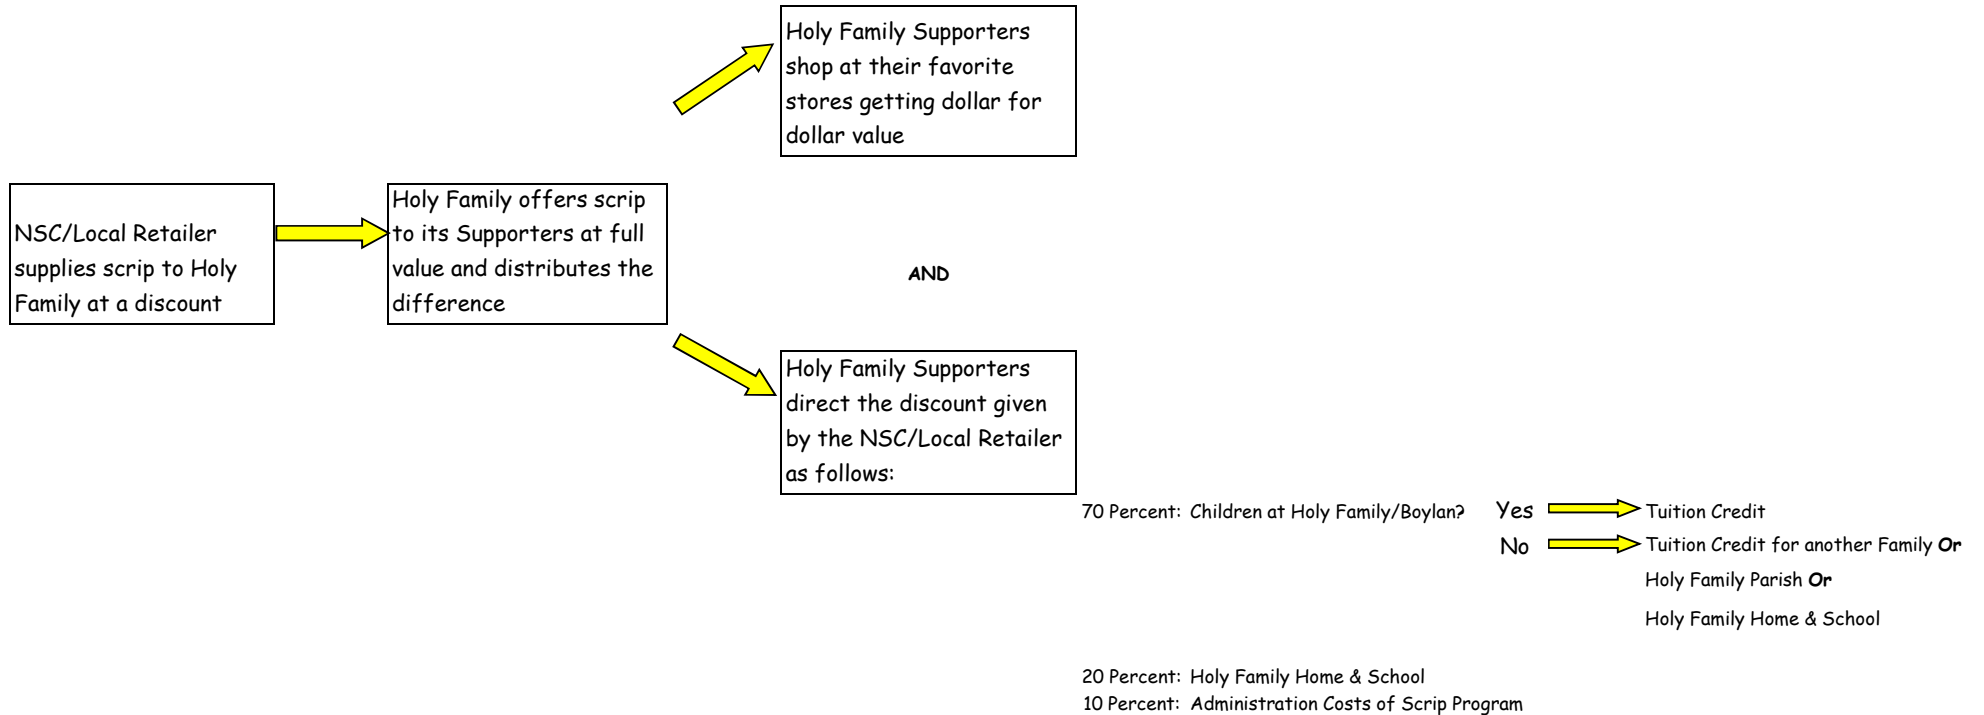 NSC/Local Retailer
supplies scrip to Holy
Family at a discount
Holy Family offers scrip
to its Supporters at full
value and distributes the
difference
Holy Family Supporters
shop at their favorite
stores getting dollar for
dollar value
AND
Holy Family Supporters
direct the discount given
by the NSC/Local Retailer
as follows:
70 Percent: Children at Holy Family/Boylan? Yes Tuition Credit
No Tuition Credit for another Family Or
Holy Family Parish Or
Holy Family Home & School
20 Percent: Holy Family Home & School
10 Percent: Administration Costs of Scrip Program